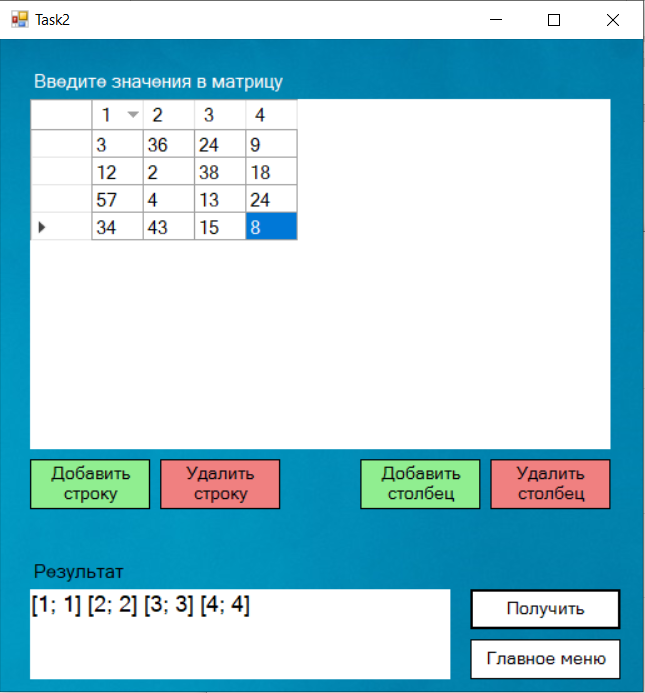 Task2
Введите значения в матрицу
1 2 3 4
3 36 24 9
12 2 38 18
57 4 13 24
34 43 15 8
Добавить строку
Удалить строку
Добавить столбец
Удалить столбец
Результат
[1; 1] [2; 2] [3; 3] [4; 4]
Получить
Главное меню